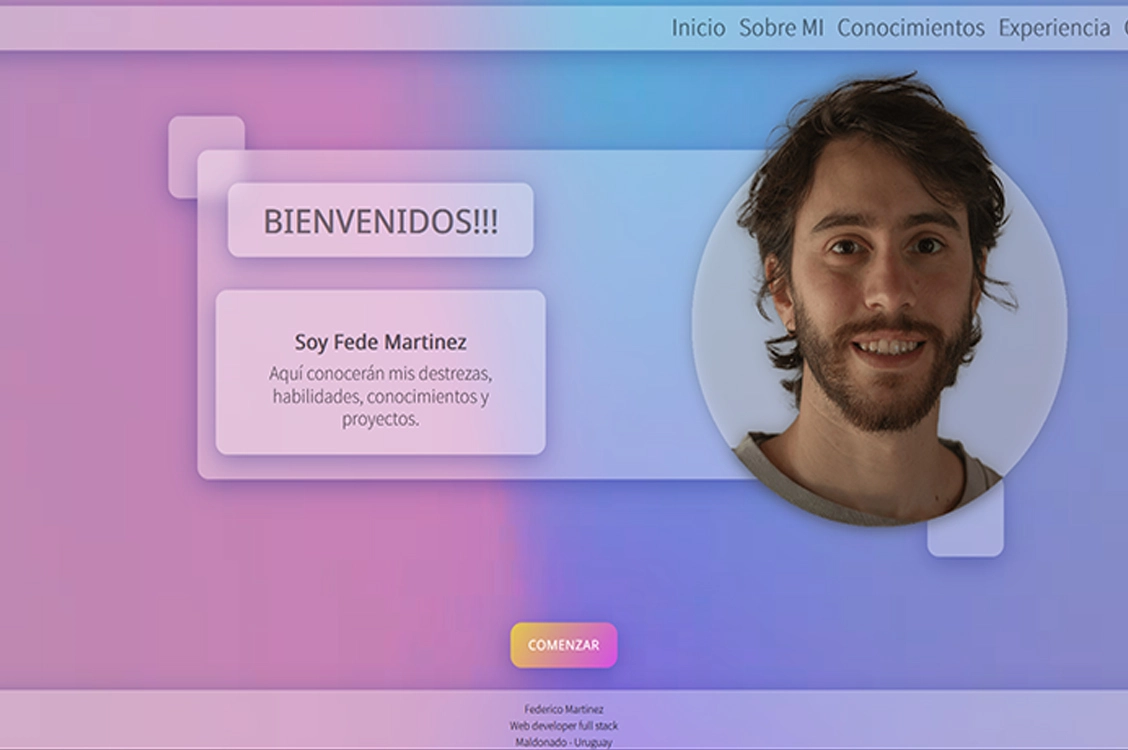 Inicio Sobre MI Conocimientos Experiencia
BIENVENIDOS!!!
Soy Fede Martinez
Aquí conocerán mis destrezas,
habilidades, conocimientos y
proyectos.
COMENZAR
Federico Martinez
Web developer full stack
Maldonado - Uruguay